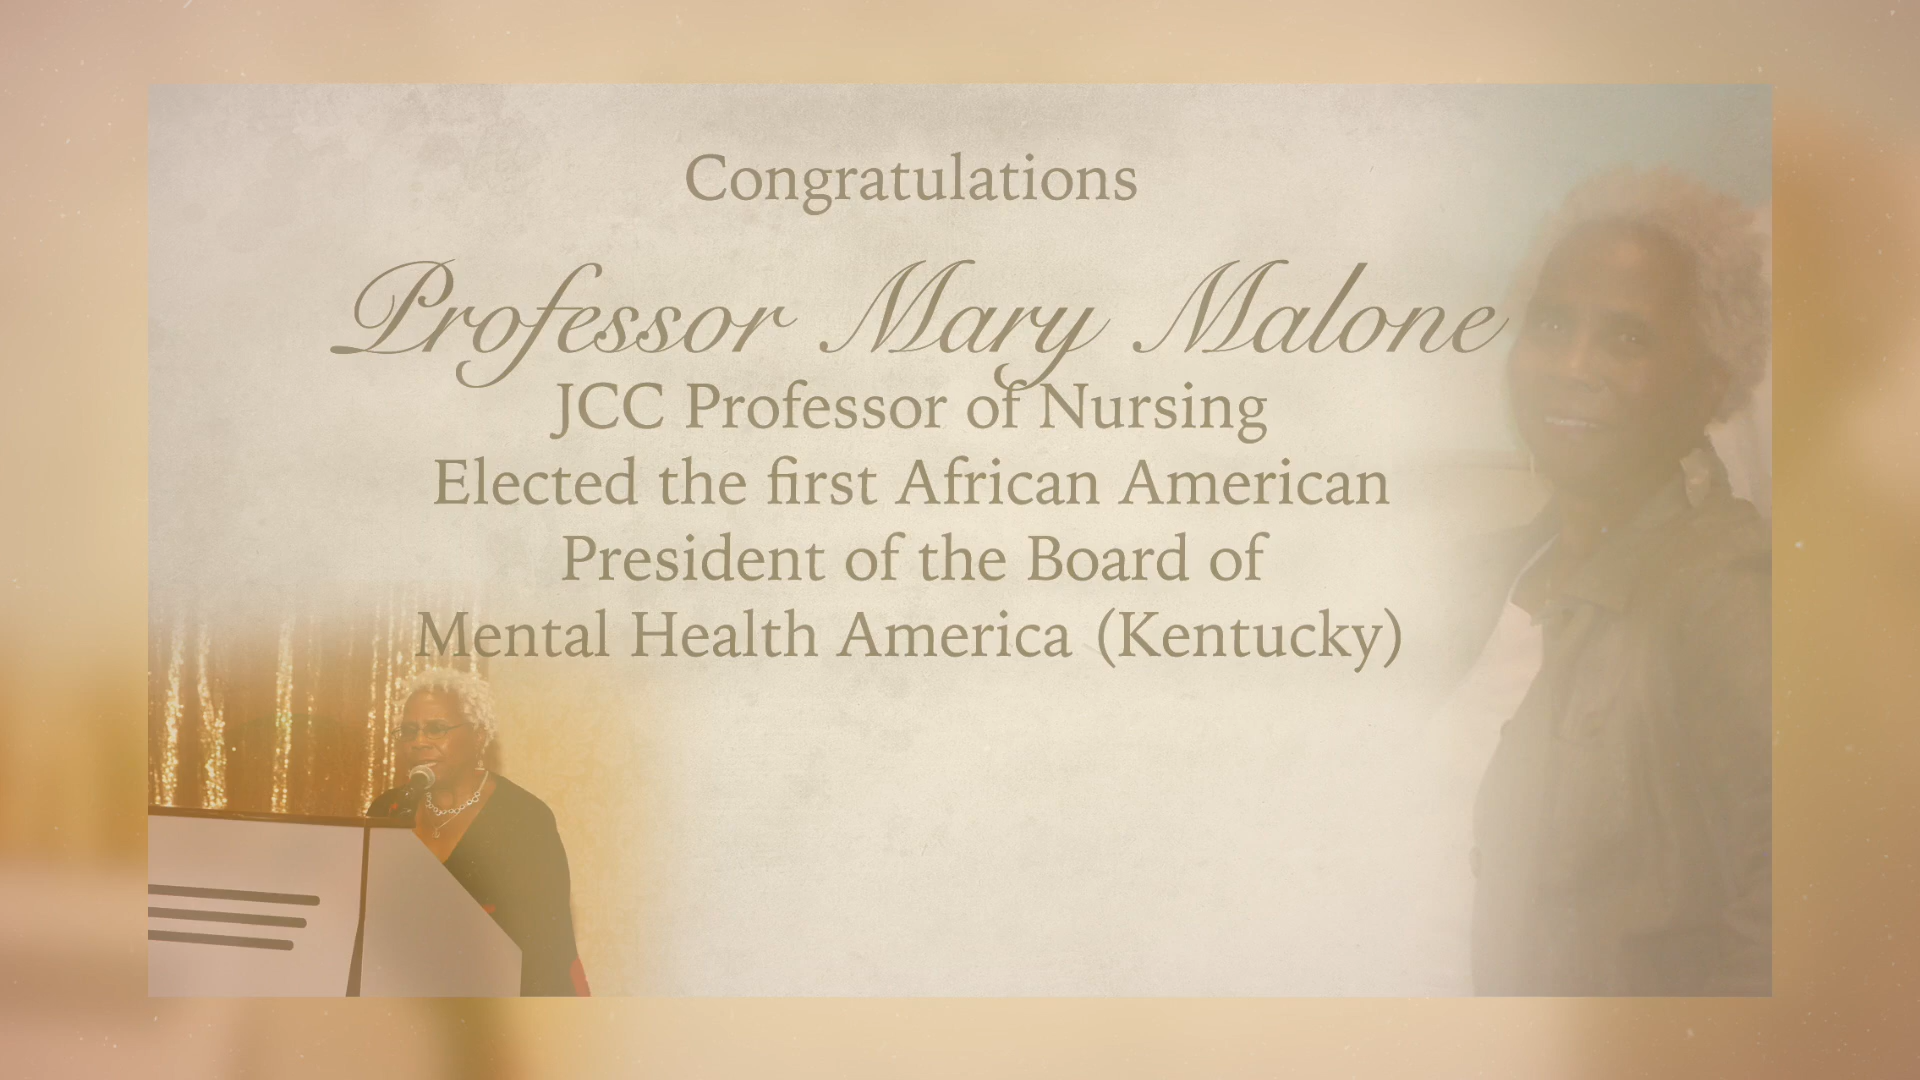 Congratulations
Professor Mary Malone
JCC Professor of Nursing
Elected the first African American
President of the Board of
Mental Health America (Kentucky)